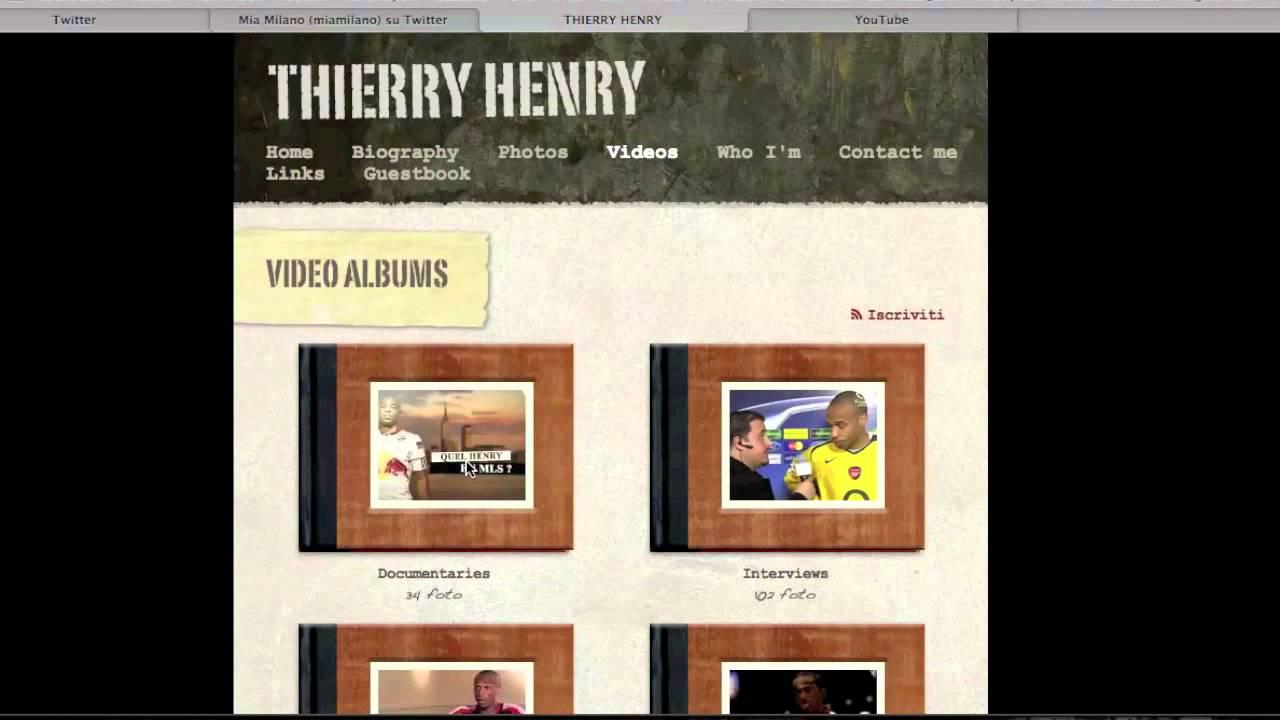 Twitter
Mia Milano (miamilano) su Twitter
THIERRY HENRY
YouTube
THIERRY HENRY
Home Biography Photos Videos Who I'm Contact me
Links Guestbook
VIDEO ALBUMS
Iscriviti
QUEL HENRY
MLS ?
Documentaries
Interviews
34 foto
102 foto